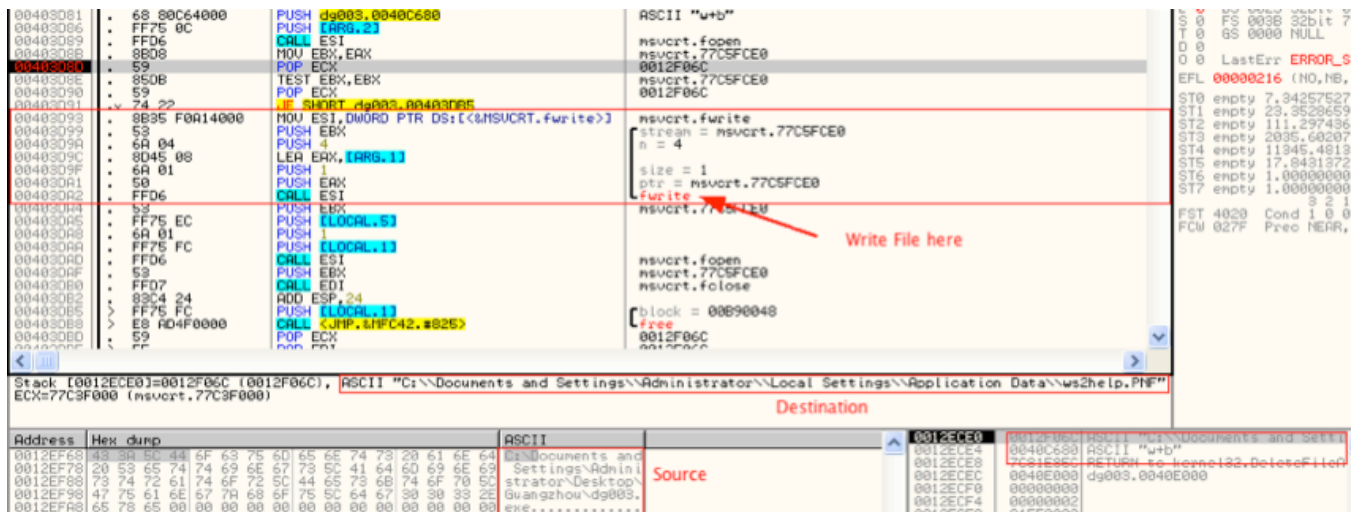 00403D81 . 68 80C64000 PUSH dg003.0040C680 ASCII "w+b"
00403D86 . FF75 0C PUSH [ARG.2]
00403D89 . FFD6 CALL ESI msvcrt.fopen
00403D8B . 8BD8 MOV EBX,EAX msvcrt.77C5FCE0
00403D8D . 59 POP ECX 0012F06C
00403D8E . 85DB TEST EBX,EBX msvcrt.77C5FCE0
00403D90 . 59 POP ECX 0012F06C
00403D91 .v 74 22 JE SHORT dg003.00403DB5
00403D93 . 8B35 F0A14000 MOV ESI,DWORD PTR DS:[<&MSVCRT.fwrite>] msvcrt.fwrite
00403D99 . 53 PUSH EBX stream = msvcrt.77C5FCE0
00403D9A . 6A 04 PUSH 4 n = 4
00403D9C . 8D45 08 LEA EAX,[ARG.1]
00403D9F . 6A 01 PUSH 1 size = 1
00403DA1 . 50 PUSH EAX ptr = msvcrt.77C5FCE0
00403DA2 . FFD6 CALL ESI fwrite
00403DA4 . 53 PUSH EBX msvcrt.77C5FCE0
00403DA5 . FF75 EC PUSH [LOCAL.5]
00403DA8 . 6A 01 PUSH 1
00403DAA . FF75 FC PUSH [LOCAL.1]
00403DAD . FFD6 CALL ESI msvcrt.fopen
00403DAF . 53 PUSH EBX msvcrt.77C5FCE0
00403DB0 . FFD7 CALL EDI msvcrt.fclose
00403DB2 . 83C4 24 ADD ESP,24
00403DB5 > FF75 FC PUSH [LOCAL.1] block = 00B90048
00403DB8 > E8 AD4F0000 CALL <JMP.&MFC42.#825> free
00403DBD . 59 POP ECX 0012F06C
Write File here
S 0 FS 003B 32bit 7
T 0 GS 0000 NULL
D 0
O 0 LastErr ERROR_S
EFL 00000216 (NO,NB,
ST0 empty 7.34257527
ST1 empty 23.3528659
ST2 empty 111.297436
ST3 empty 2035.60207
ST4 empty 11345.4813
ST5 empty 17.8431372
ST6 empty 1.00000000
ST7 empty 1.00000000
3 2 1
FST 4020 Cond 1 0 0
FCW 027F Prec NEAR,
Stack [0012ECE0]=0012F06C (0012F06C), ASCII "C:\\Documents and Settings\\Administrator\\Local Settings\\Application Data\\ws2help.PNF"
ECX=77C3F000 (msvcrt.77C3F000)
Destination
Address Hex dump ASCII
0012EF68 43 3A 5C 44 6F 63 75 6D 65 6E 74 73 20 61 6E 64 C:\Documents and
0012EF78 20 53 65 74 74 69 6E 67 73 5C 41 64 6D 69 6E 69 Settings\Admini
0012EF88 73 74 72 61 74 6F 72 5C 44 65 73 6B 74 6F 70 5C strator\Desktop\
0012EF98 47 75 61 6E 67 7A 68 6F 75 5C 64 67 30 30 33 2E Guangzhou\dg003.
0012EFA8 65 78 65 00 00 00 00 00 00 00 00 00 00 00 00 00 exe.............
Source
0012ECE0 0012F06C ASCII "C:\\Documents and Setti
0012ECE4 0040C680 ASCII "w+b"
0012ECE8 RETURN to kernel32.DeleteFileA
0012ECEC 0040E000 dg003.0040E000
0012ECF0 00000000
0012ECF4 00000002